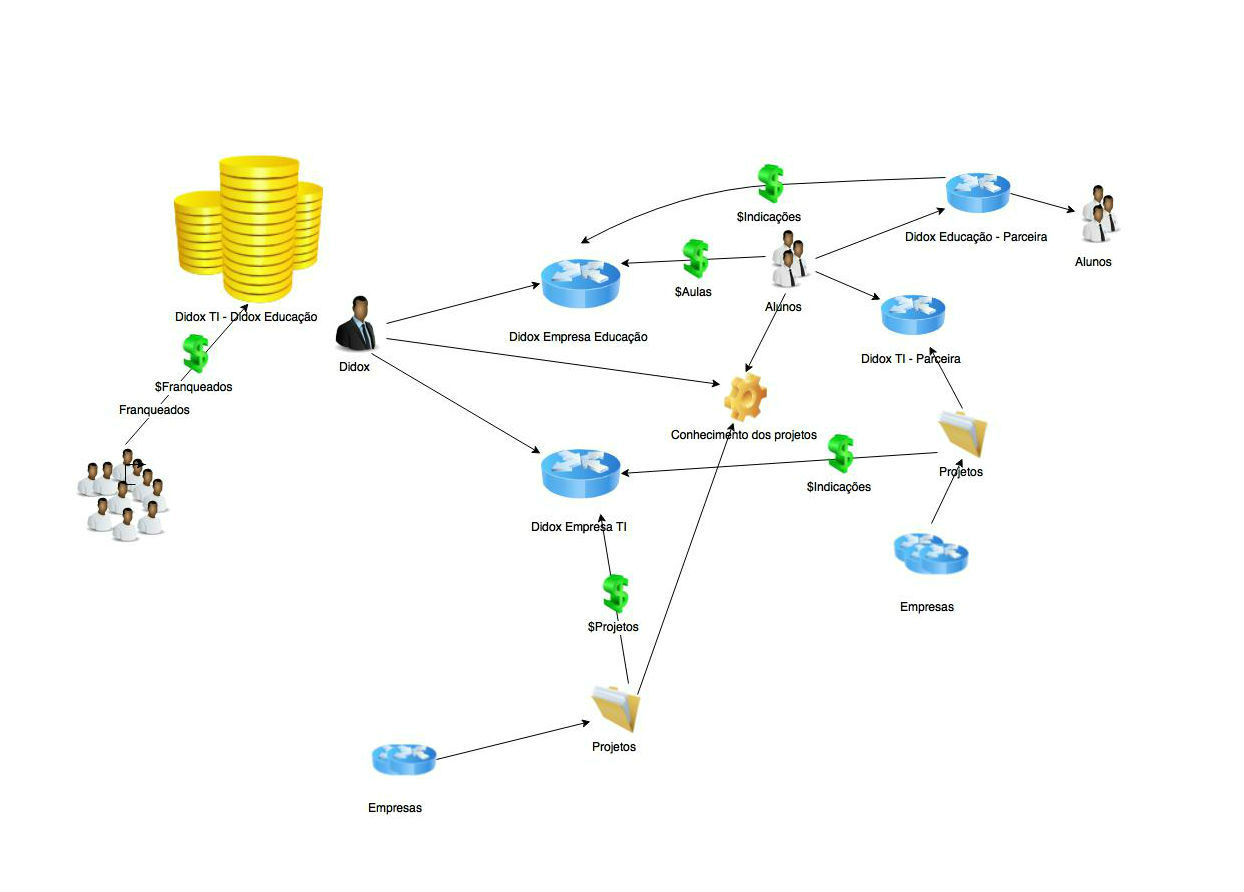 $Indicações
Didox Educação - Parceira
Alunos
$Aulas
Alunos
Didox TI - Didox Educação
Didox Empresa Educação
Didox TI - Parceira
Didox
$Franqueados
Franqueados
Conhecimento dos projetos
Projetos
$Indicações
Didox Empresa TI
Empresas
$Projetos
Projetos
Empresas